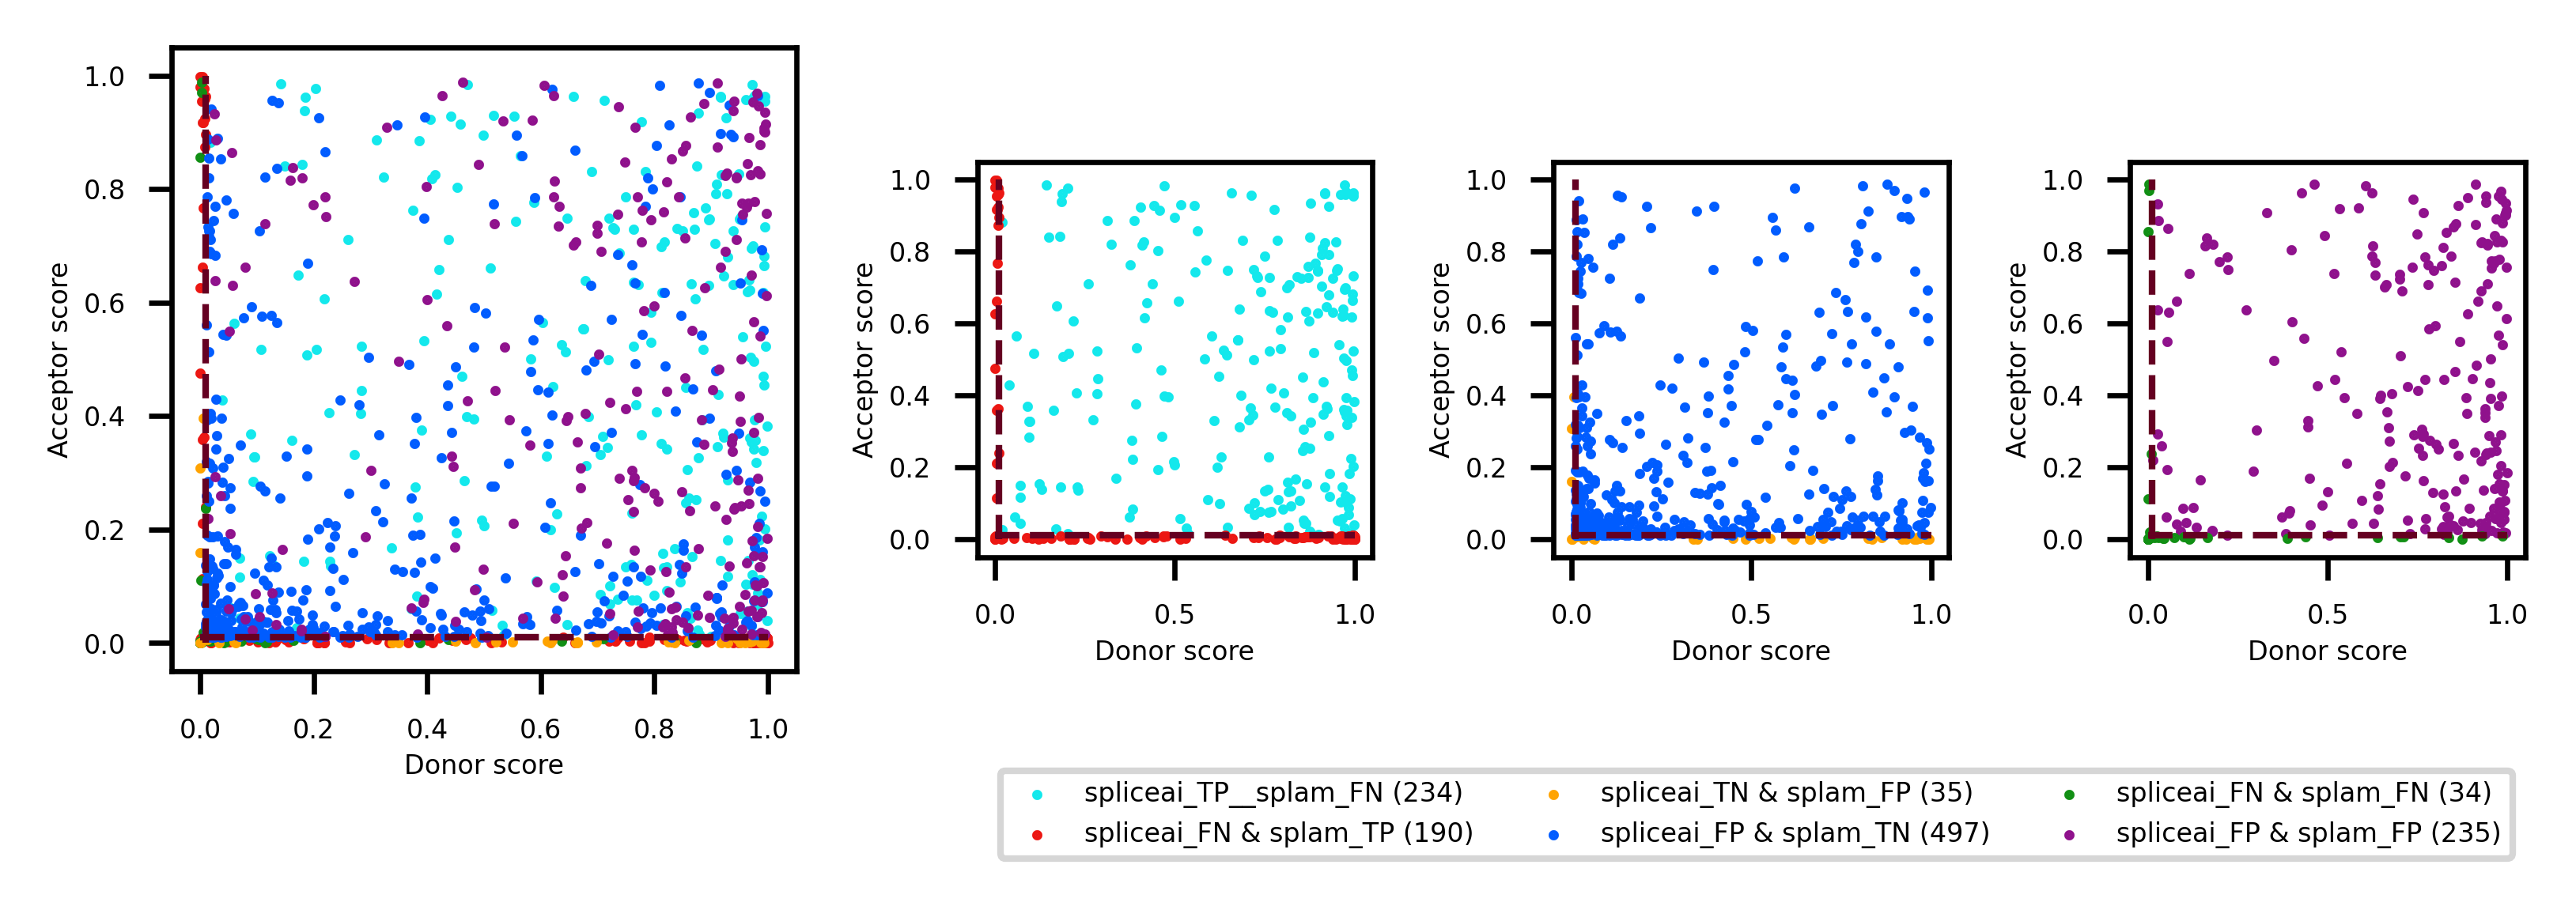 1.0
0.8
0.6
0.4
0.2
0.0
Acceptor score
0.0 0.2 0.4 0.6 0.8 1.0
Donor score
1.0
0.8
0.6
0.4
0.2
0.0
Acceptor score
0.0 0.5 1.0
Donor score
1.0
0.8
0.6
0.4
0.2
0.0
Acceptor score
0.0 0.5 1.0
Donor score
1.0
0.8
0.6
0.4
0.2
0.0
Acceptor score
0.0 0.5 1.0
Donor score
spliceai_TP__splam_FN (234)
spliceai_FN & splam_TP (190)
spliceai_TN & splam_FP (35)
spliceai_FP & splam_TN (497)
spliceai_FN & splam_FN (34)
spliceai_FP & splam_FP (235)